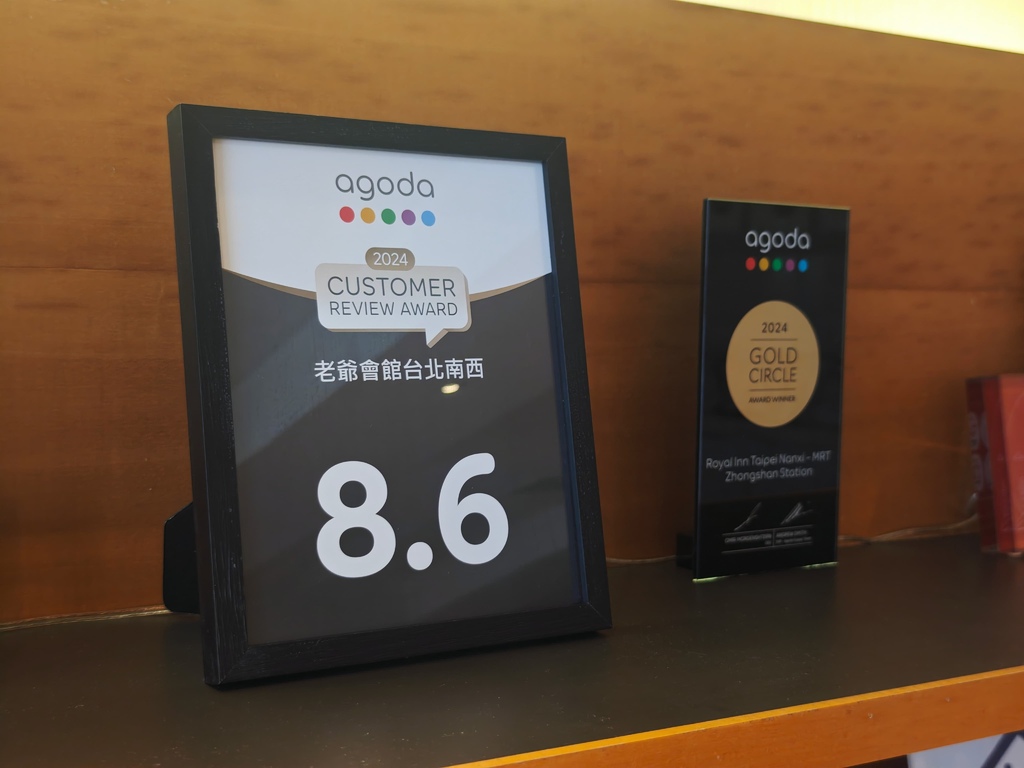 agoda
2024
CUSTOMER
REVIEW AWARD
老爺會館台北南西
8.6
agoda
2024
GOLD
CIRCLE
AWARD WINNER
Royal Inn Taipei Nanxi - MRT
Zhongshan Station